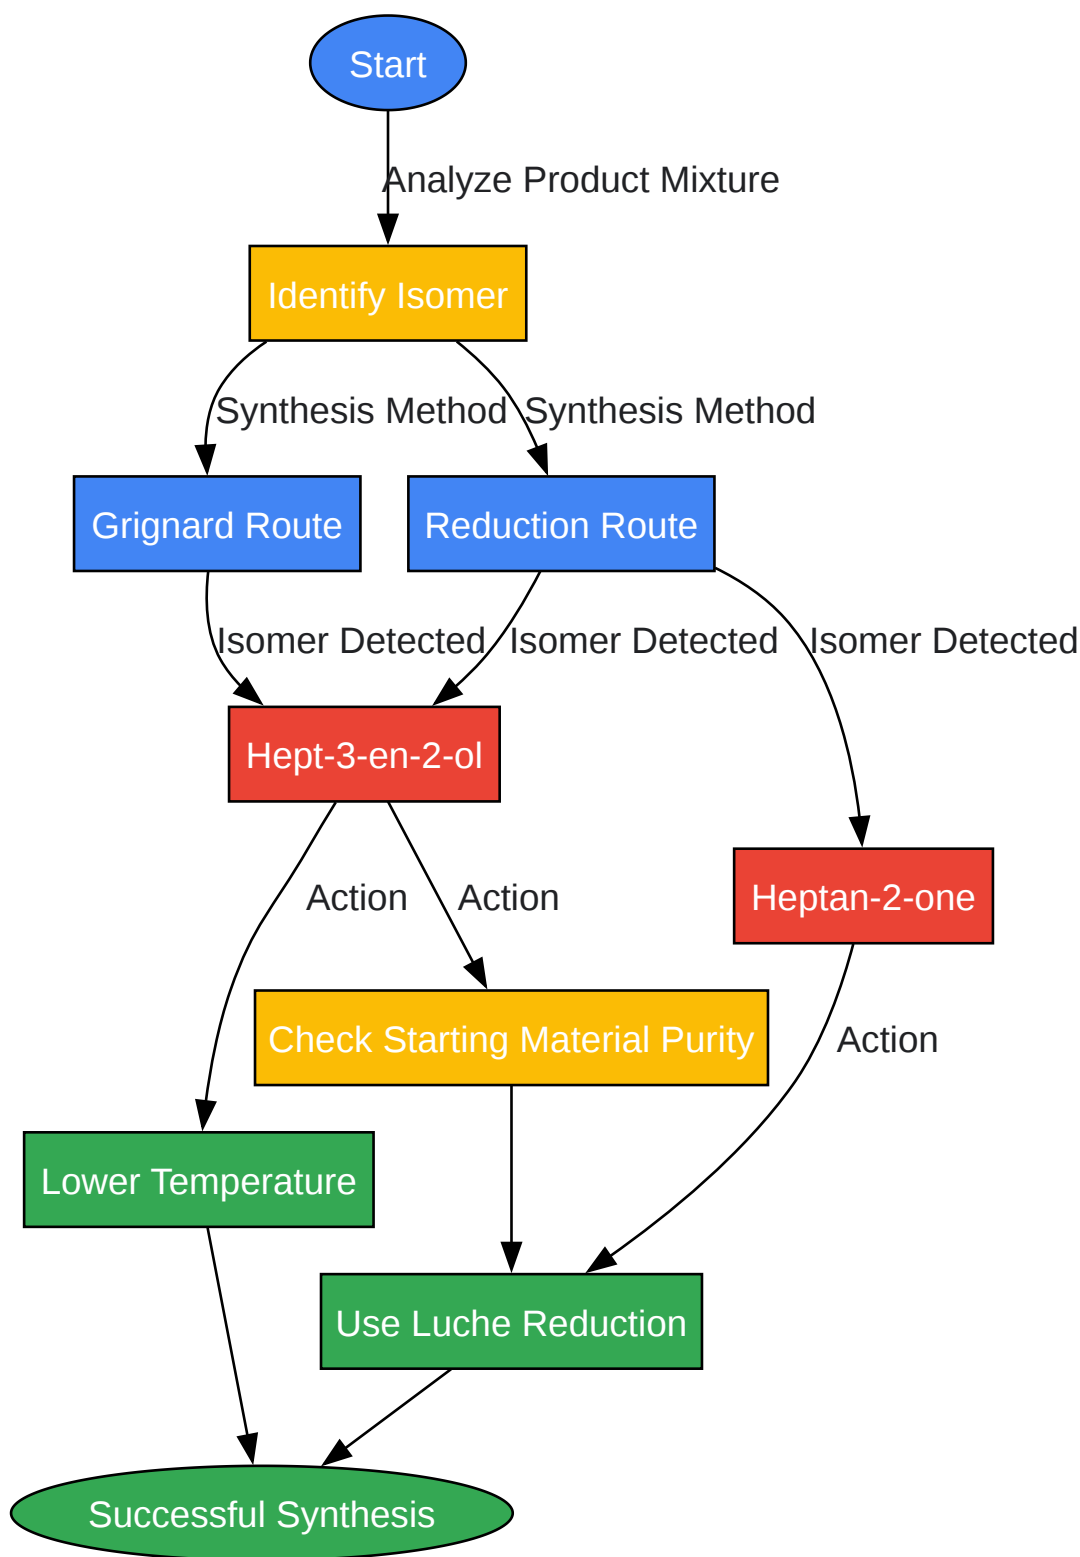 Start
Analyze Product Mixture
Identify Isomer
Synthesis Method
Synthesis Method
Grignard Route
Reduction Route
Isomer Detected
Isomer Detected
Isomer Detected
Hept-3-en-2-ol
Action
Action
Heptan-2-one
Check Starting Material Purity
Action
Lower Temperature
Use Luche Reduction
Successful Synthesis